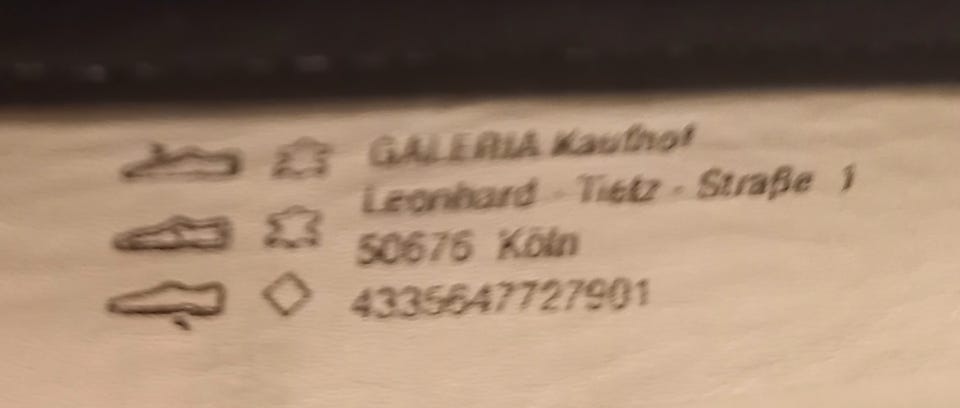 GALERIA Kaufhof
Leonhard - Tietz - Straße 1
50676 Köln
4335647727901